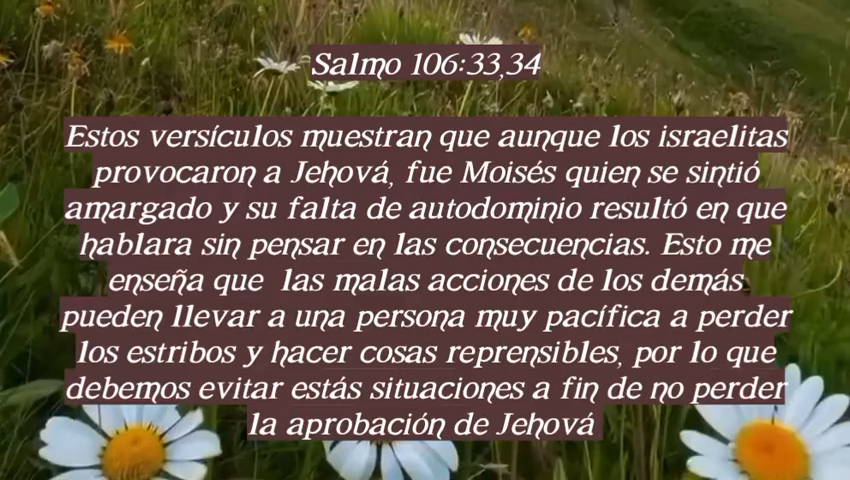 Salmo 106:33,34
Estos versículos muestran que aunque los israelitas
provocaron a Jehová, fue Moisés quien se sintió
amargado y su falta de autodominio resultó en que
hablara sin pensar en las consecuencias. Esto me
enseña que las malas acciones de los demás
pueden llevar a una persona muy pacífica a perder
los estribos y hacer cosas reprensibles, por lo que
debemos evitar estás situaciones a fin de no perder
la aprobación de Jehová